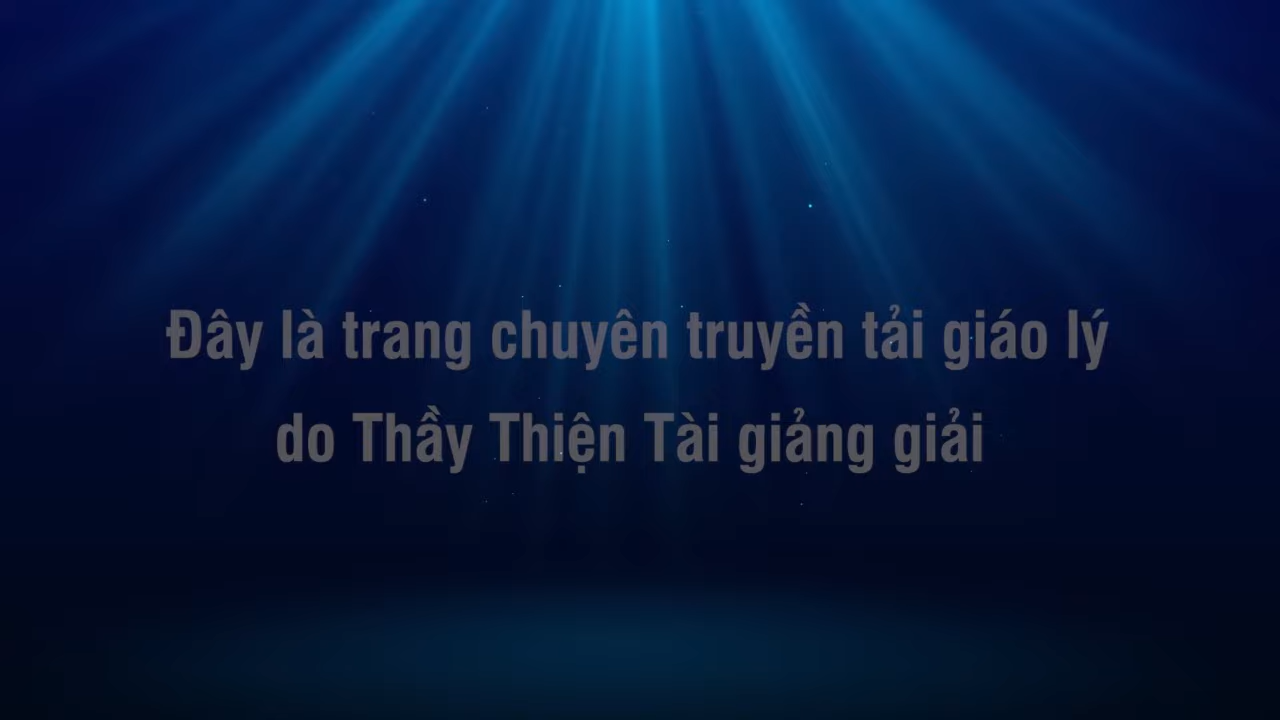 Đây là trang chuyên truyền tải giáo lý
do Thầy Thiện Tài giảng giải